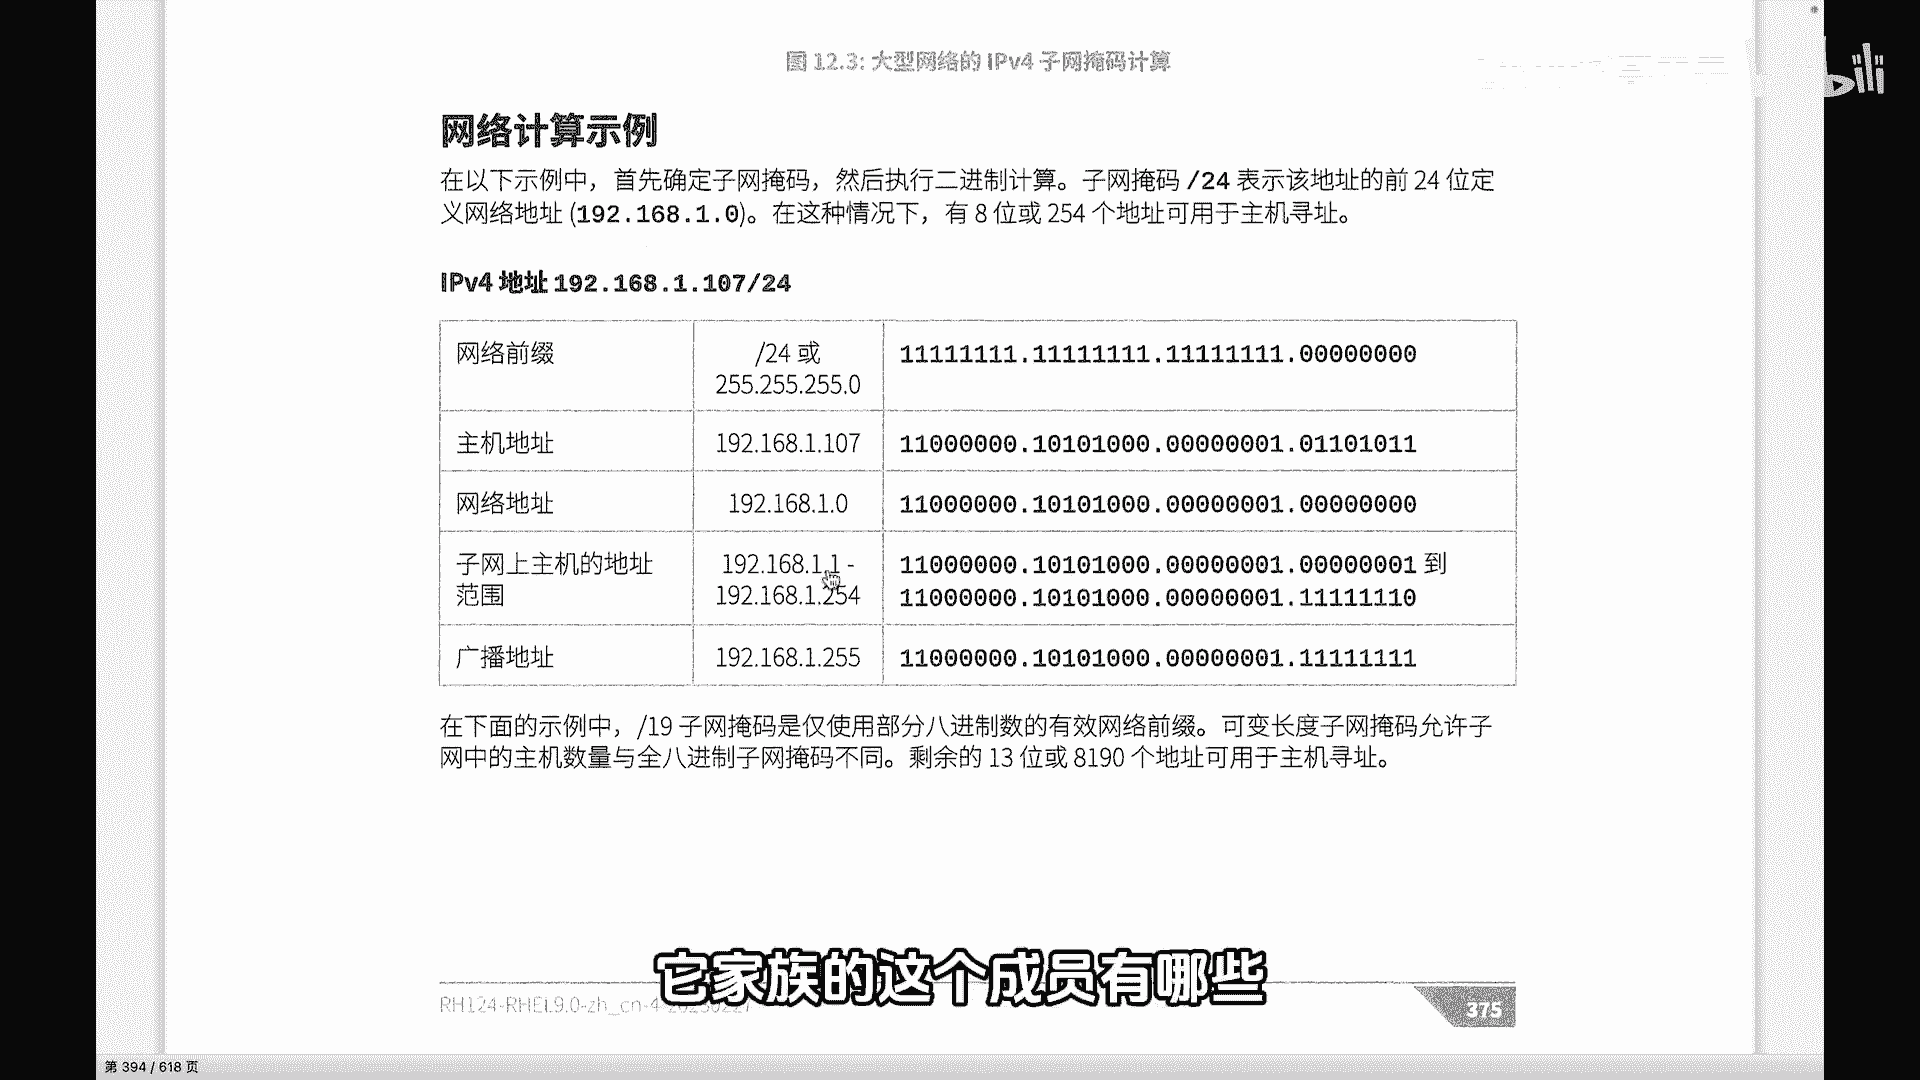 图 12.3: 大型网络的 IPv4 子网掩码计算
bili
网络计算示例
在以下示例中，首先确定子网掩码，然后执行二进制计算。子网掩码 /24 表示该地址的前 24 位定
义网络地址 (192.168.1.0)。在这种情况下，有 8 位或 254 个地址可用于主机寻址。
IPv4 地址 192.168.1.107/24
网络前缀
/24 或
255.255.255.0
11111111.11111111.11111111.00000000
主机地址
192.168.1.107
11000000.10101000.00000001.01101011
网络地址
192.168.1.0
11000000.10101000.00000001.00000000
子网上主机的地址
范围
192.168.1.1 -
192.168.1.254
11000000.10101000.00000001.00000001 到
11000000.10101000.00000001.11111110
广播地址
192.168.1.255
11000000.10101000.00000001.11111111
在下面的示例中，/19 子网掩码是仅使用部分八进制数的有效网络前缀。可变长度子网掩码允许子
网中的主机数量与全八进制子网掩码不同。剩余的 13 位或 8190 个地址可用于主机寻址。
它家族的这个成员有哪些
RH124-RHEL9.0-zh_cn-4
375
第 394 / 618 页